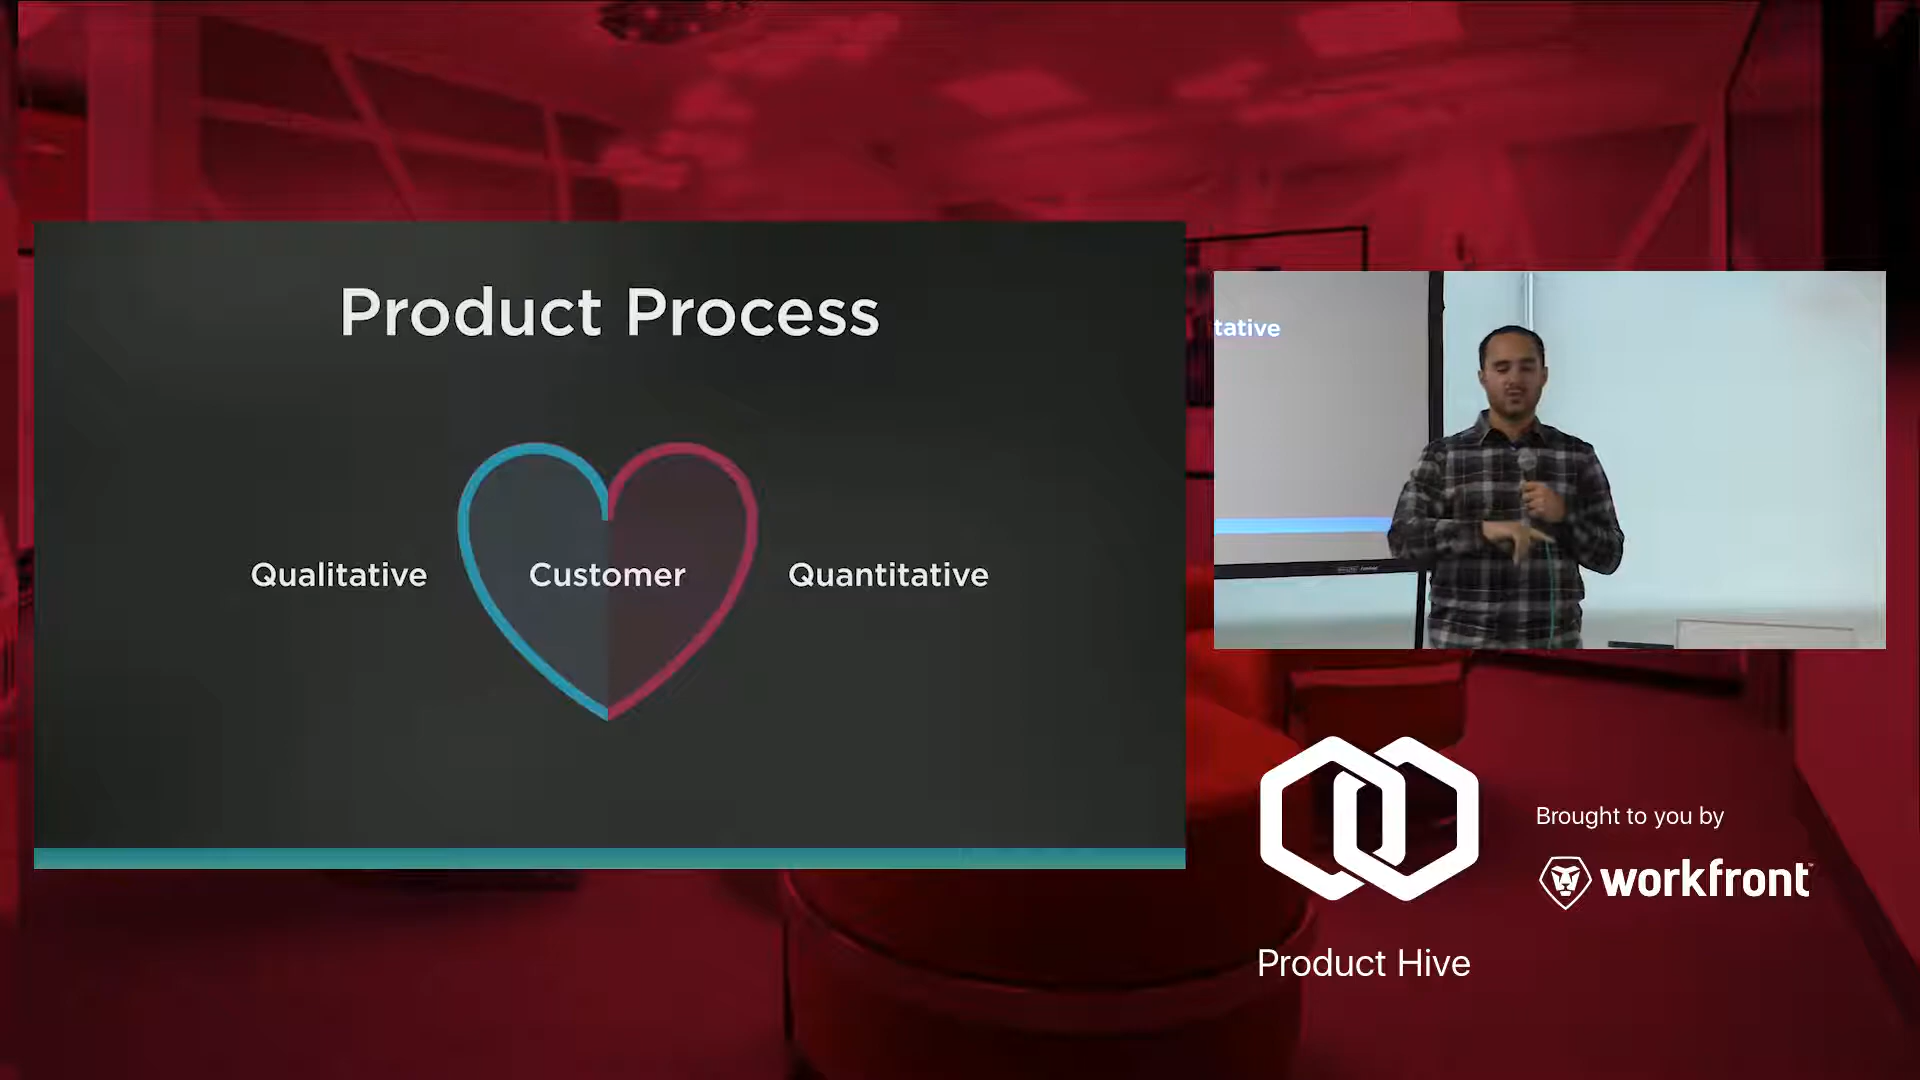 Product Process
Qualitative
Customer
Quantitative
tative
Brought to you by
workfront
Product Hive